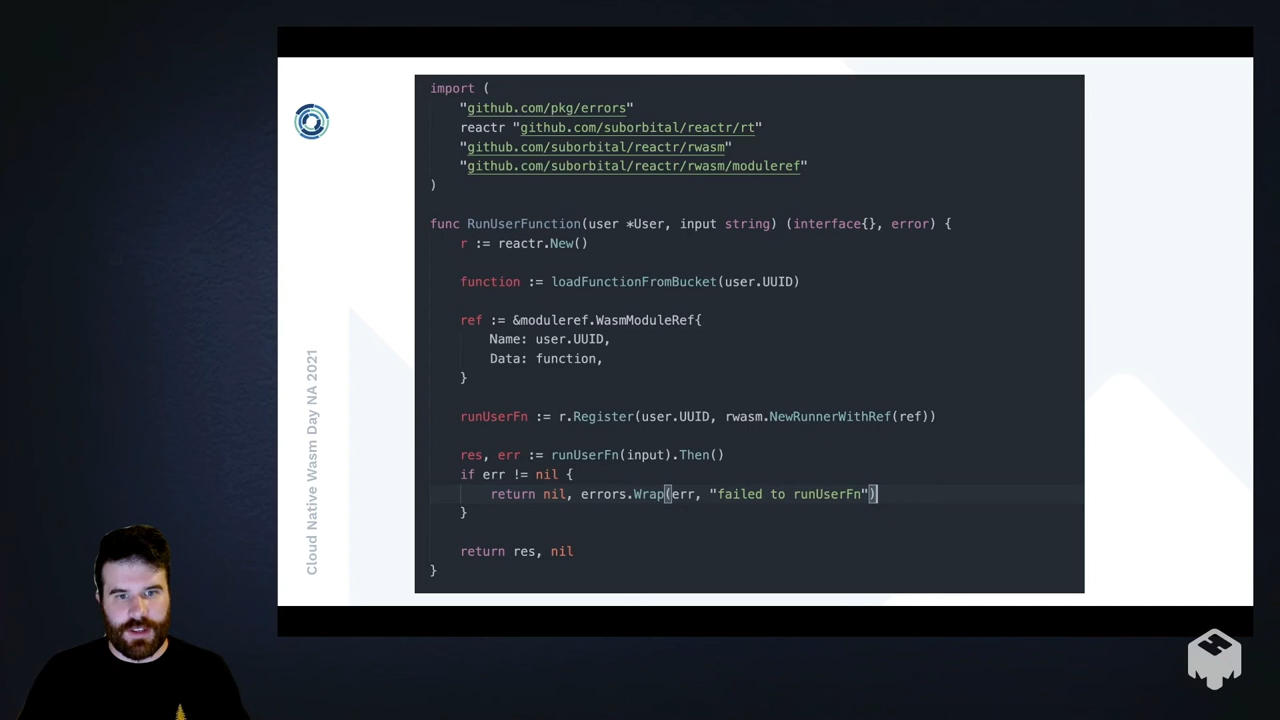 import (
"github.com/pkg/errors"
reactr "github.com/suborbital/reactr/rt"
"github.com/suborbital/reactr/rwasm"
"github.com/suborbital/reactr/rwasm/moduleref"
)
func RunUserFunction(user *User, input string) (interface{}, error) {
r := reactr.New()
function := loadFunctionFromBucket(user.UUID)
ref := &moduleref.WasmModuleRef{
Name: user.UUID,
Data: function,
}
runUserFn := r.Register(user.UUID, rwasm.NewRunnerWithRef(ref))
res, err := runUserFn(input).Then()
if err != nil {
return nil, errors.Wrap(err, "failed to runUserFn")
}
return res, nil
}
Cloud Native Wasm Day NA 2021